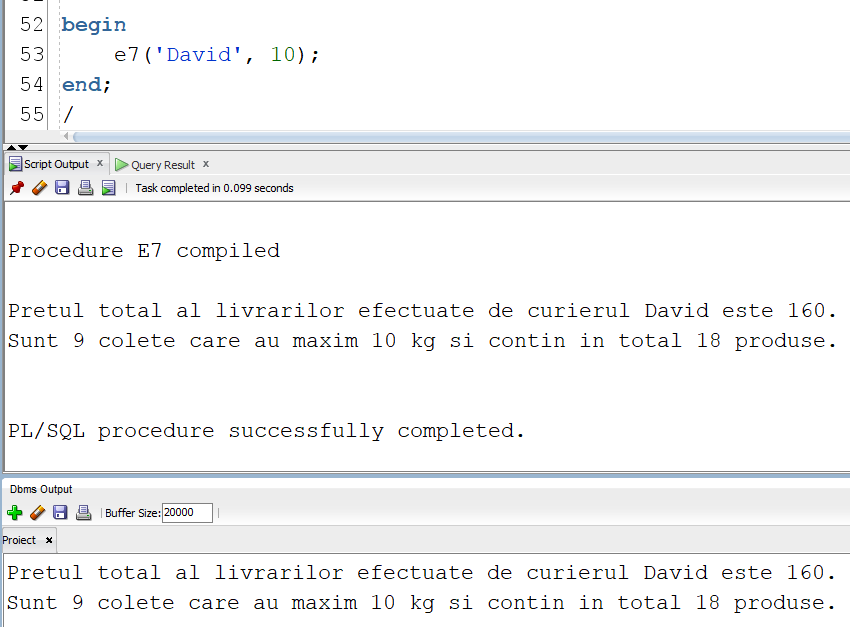 52 begin
53 e7('David', 10);
54 end;
55 /
Script Output x Query Result x
Task completed in 0.099 seconds
Procedure E7 compiled
Pretul total al livrarilor efectuate de curierul David este 160.
Sunt 9 colete care au maxim 10 kg si contin in total 18 produse.
PL/SQL procedure successfully completed.
Dbms Output
Buffer Size: 20000
Proiect x
Pretul total al livrarilor efectuate de curierul David este 160.
Sunt 9 colete care au maxim 10 kg si contin in total 18 produse.